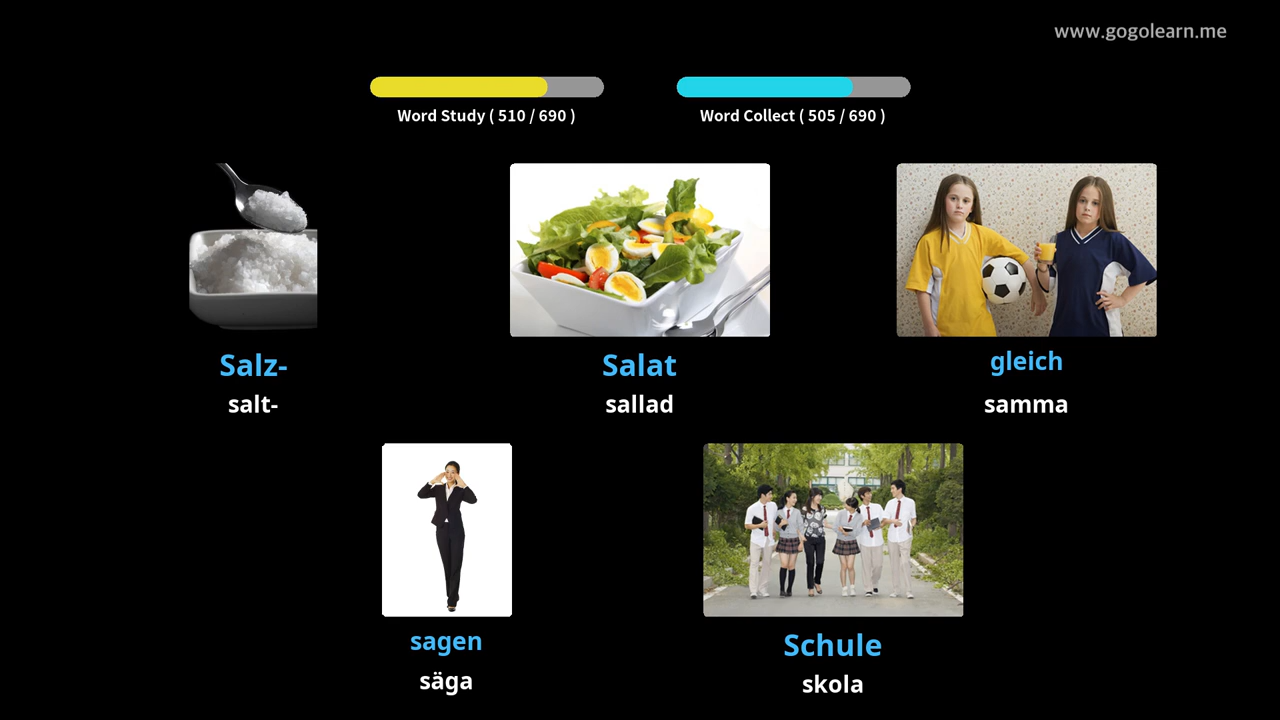 www.gogolearn.me
Word Study ( 510 / 690 )
Word Collect ( 505 / 690 )
Salz-
salt-
Salat
sallad
gleich
samma
sagen
säga
Schule
skola